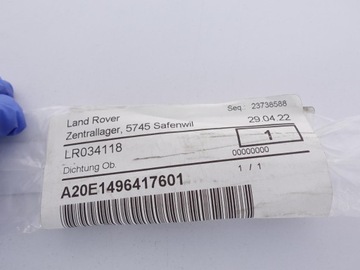 Seq.: 23738588
Land Rover
Zentrallager, 5745 Safenwil
29.04.22
LR034118
1
Dichtung Ob.
00000000
1 / 1
A20E1496417601